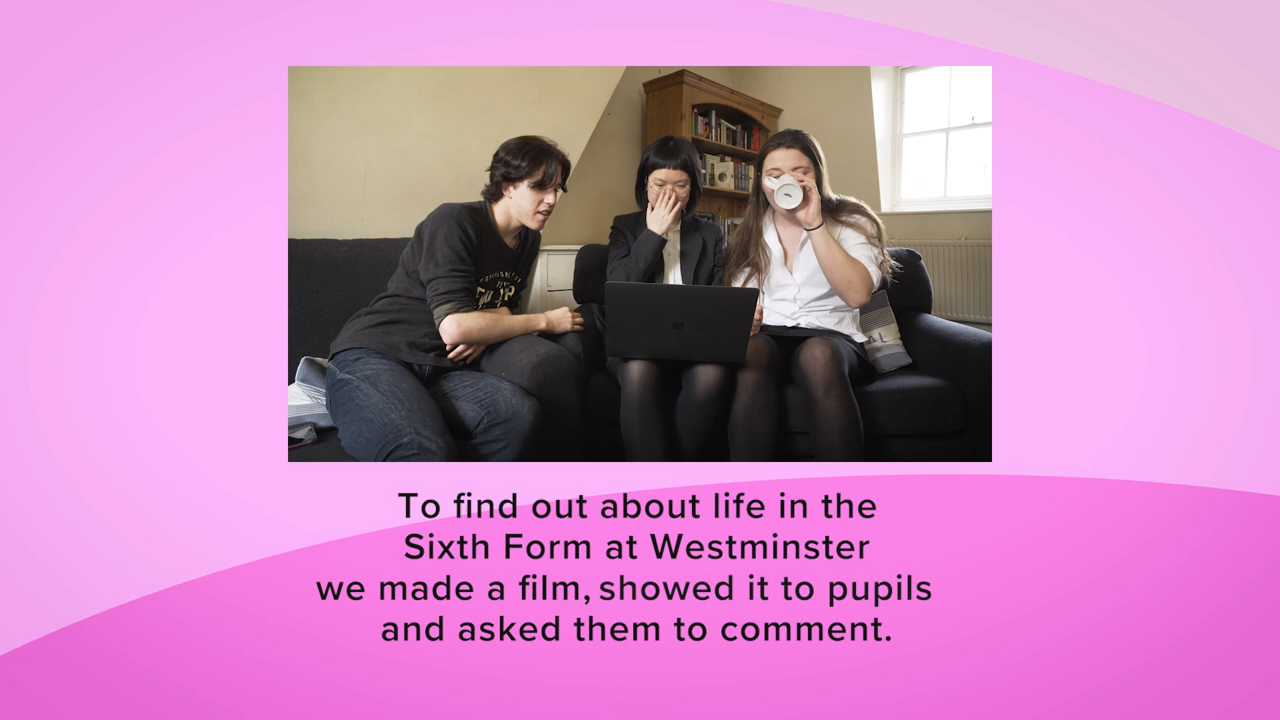 To find out about life in the
Sixth Form at Westminster
we made a film, showed it to pupils
and asked them to comment.